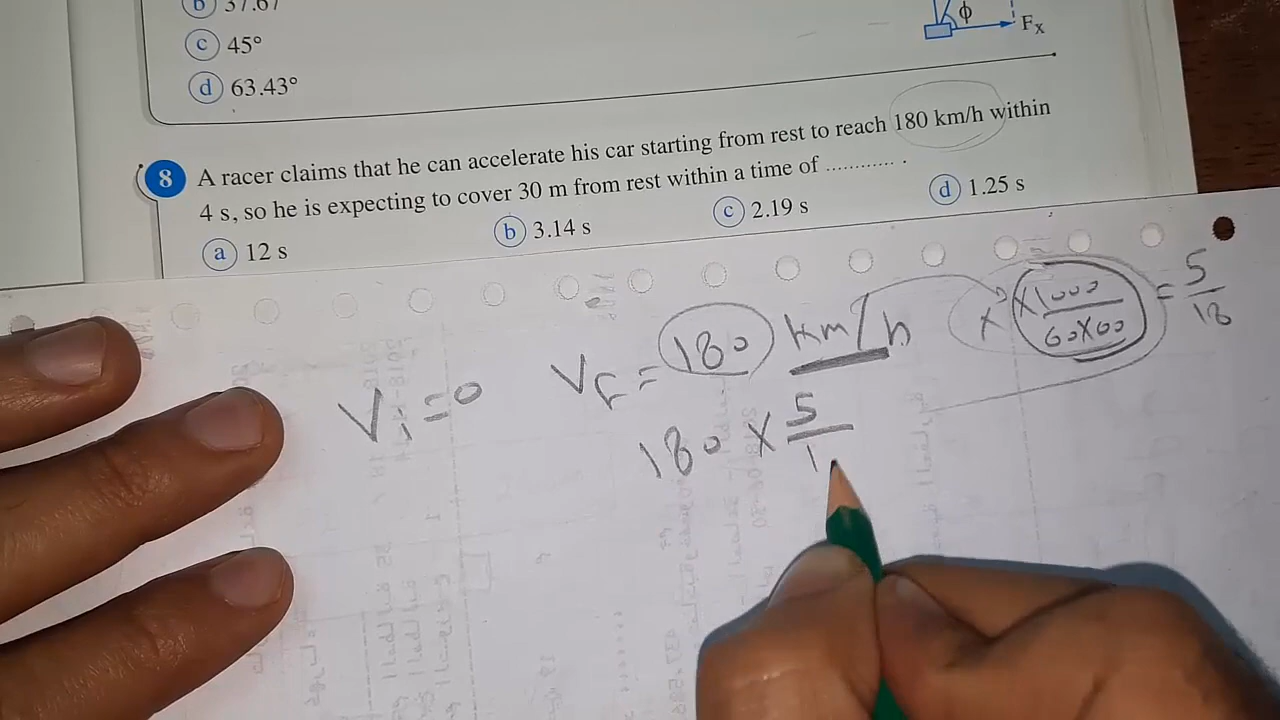 b 37.67
c 45°
d 63.43°
ϕ
Fx
8 A racer claims that he can accelerate his car starting from rest to reach 180 km/h within
4 s, so he is expecting to cover 30 m from rest within a time of ............ .
a 12 s b 3.14 s c 2.19 s d 1.25 s
Vi = 0
Vf = 180 km/h × 1000/60×60 = 5/18
180 × 5/1